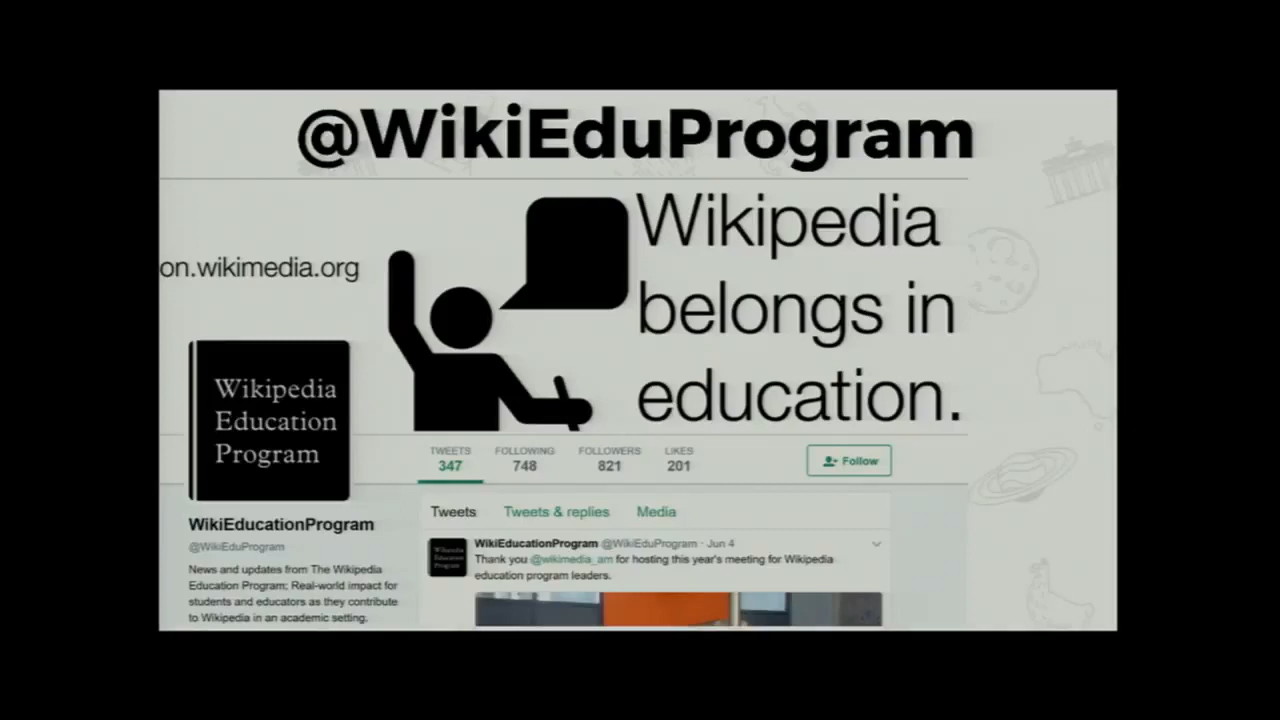 @WikiEduProgram
Wikipedia
belongs in
education.
on.wikimedia.org
Wikipedia
Education
Program
TWEETS FOLLOWING FOLLOWERS LIKES
347 748 821 201
Follow
Tweets Tweets & replies Media
WikiEducationProgram
@WikiEduProgram
News and updates from The Wikipedia
Education Program; Real-world impact for
students and educators as they contribute
to Wikipedia in an academic setting.
Wikipedia
Education
Program
WikiEducationProgram @WikiEduProgram · Jun 4
Thank you @wikimedia_am for hosting this year's meeting for Wikipedia
education program leaders.